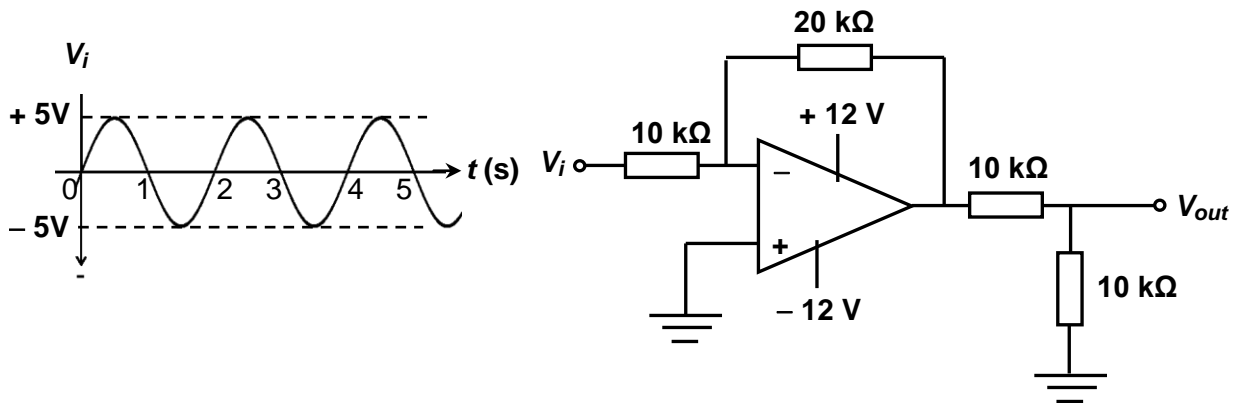 Vi
+ 5V
0 1 2 3 4 5 t (s)
– 5V
-
20 kΩ
10 kΩ
+ 12 V
Vi
–
+
– 12 V
10 kΩ
Vout
10 kΩ